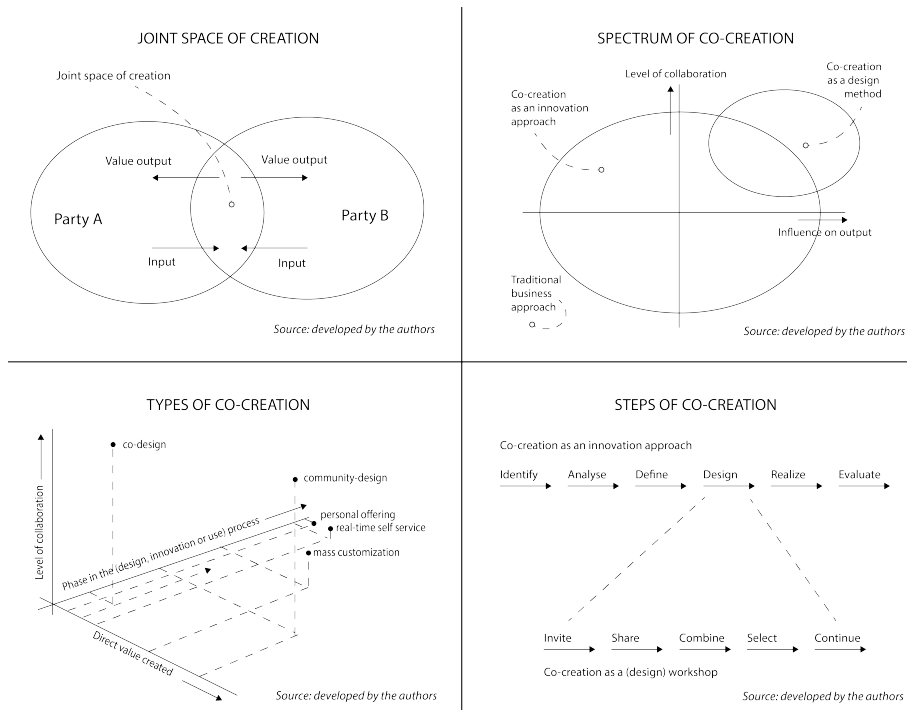 JOINT SPACE OF CREATION
Joint space of creation
Value output
Value output
Party A
Party B
Input
Input
Source: developed by the authors
SPECTRUM OF CO-CREATION
Level of collaboration
Co-creation
as a design
method
Co-creation
as an innovation
approach
Influence on output
Traditional
business
approach
Source: developed by the authors
TYPES OF CO-CREATION
co-design
community-design
personal offering
real-time self service
mass customization
Level of collaboration
Phase in the (design, innovation or use) process
Direct value created
Source: developed by the authors
STEPS OF CO-CREATION
Co-creation as an innovation approach
Identify Analyse Define Design Realize Evaluate
Invite Share Combine Select Continue
Co-creation as a (design) workshop
Source: developed by the authors